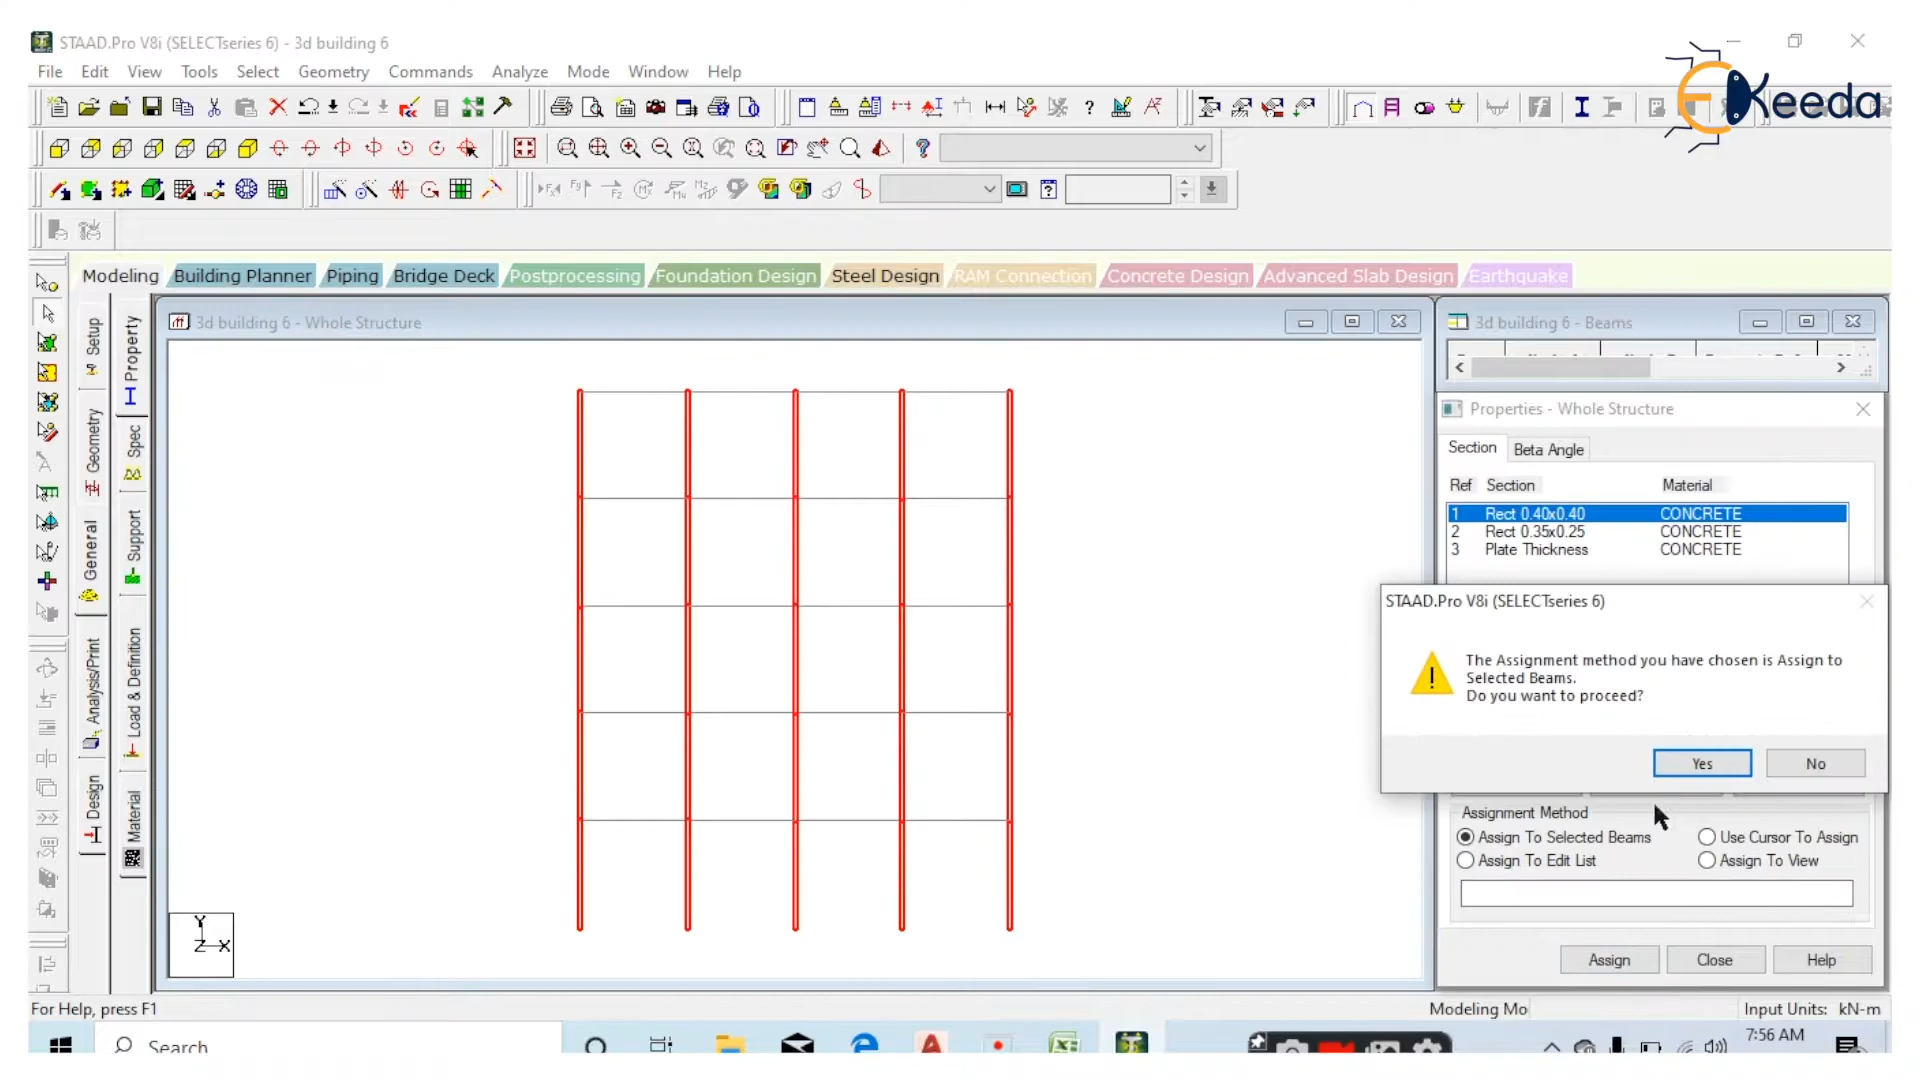 STAAD.Pro V8i (SELECTseries 6) - 3d building 6
File Edit View Tools Select Geometry Commands Analyze Mode Window Help
Keeda
Modeling Building Planner Piping Bridge Deck Postprocessing Foundation Design Steel Design RAM Connection Concrete Design Advanced Slab Design Earthquake
Setup
Geometry
General
Analysis/Print
Design
Property
Spec
Support
Load & Definition
Material
3d building 6 - Whole Structure
Y
Z X
3d building 6 - Beams
Properties - Whole Structure
Section Beta Angle
Ref Section Material
1 Rect 0.40x0.40 CONCRETE
2 Rect 0.35x0.25 CONCRETE
3 Plate Thickness CONCRETE
STAAD.Pro V8i (SELECTseries 6)
The Assignment method you have chosen is Assign to
Selected Beams.
Do you want to proceed?
Yes No
Assignment Method
Assign To Selected Beams Use Cursor To Assign
Assign To Edit List Assign To View
Assign Close Help
For Help, press F1 Modeling Mo Input Units: kN-m
Search 7:56 AM